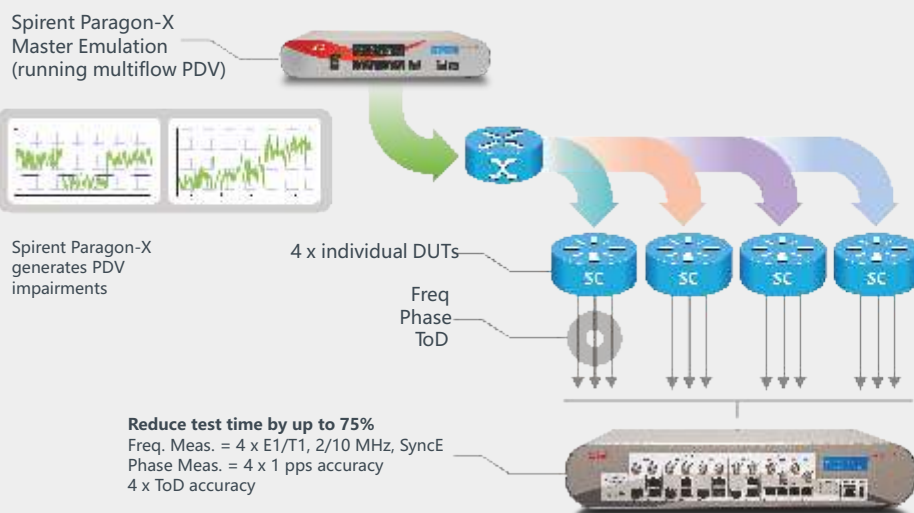 Spirent Paragon-X
Master Emulation
(running multiflow PDV)
X
Spirent Paragon-X
generates PDV
impairments
4 x individual DUTs
SC
SC
SC
SC
Freq
Phase
ToD
Reduce test time by up to 75%
Freq. Meas. = 4 x E1/T1, 2/10 MHz, SyncE
Phase Meas. = 4 x 1 pps accuracy
4 x ToD accuracy